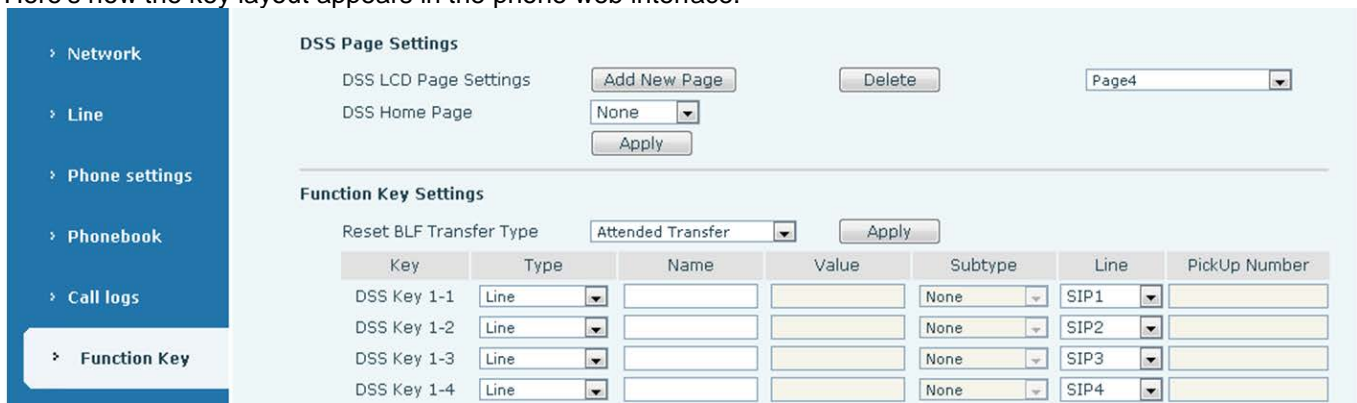 Here's how the key layout appears in the phone web interface:
Network
Line
Phone settings
Phonebook
Call logs
Function Key
DSS Page Settings
DSS LCD Page Settings Add New Page Delete Page4
DSS Home Page None
Apply
Function Key Settings
Reset BLF Transfer Type Attended Transfer Apply
Key Type Name Value Subtype Line PickUp Number
DSS Key 1-1 Line None SIP1
DSS Key 1-2 Line None SIP2
DSS Key 1-3 Line None SIP3
DSS Key 1-4 Line None SIP4